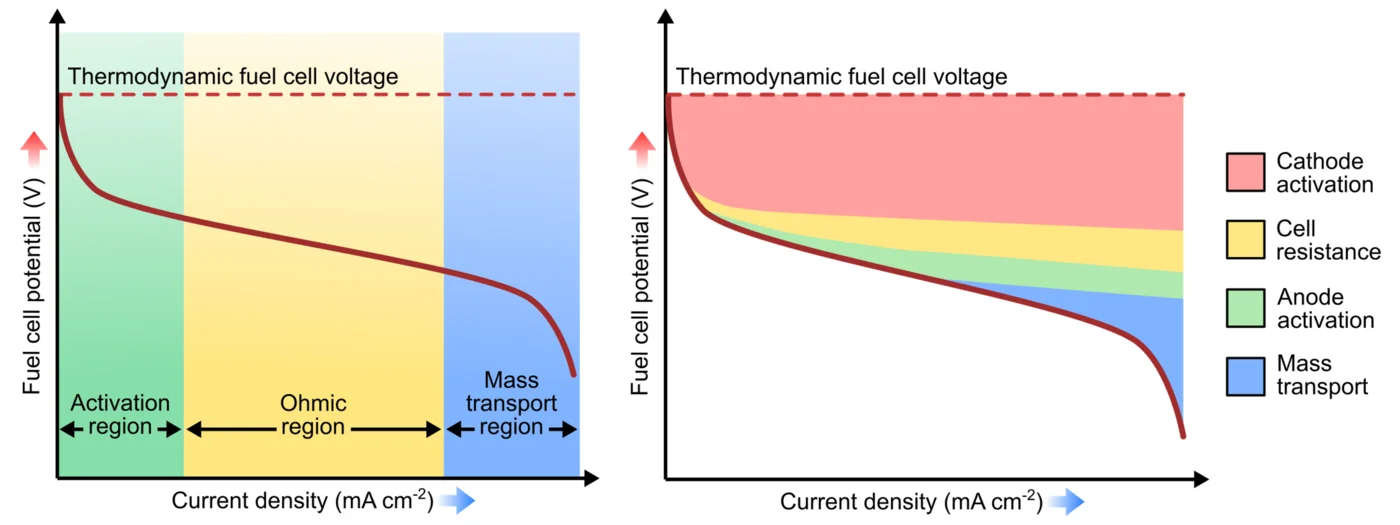 Thermodynamic fuel cell voltage
Fuel cell potential (V)
Activation
region
Ohmic
region
Mass
transport
region
Current density (mA cm-2)
Thermodynamic fuel cell voltage
Fuel cell potential (V)
Current density (mA cm-2)
Cathode
activation
Cell
resistance
Anode
activation
Mass
transport